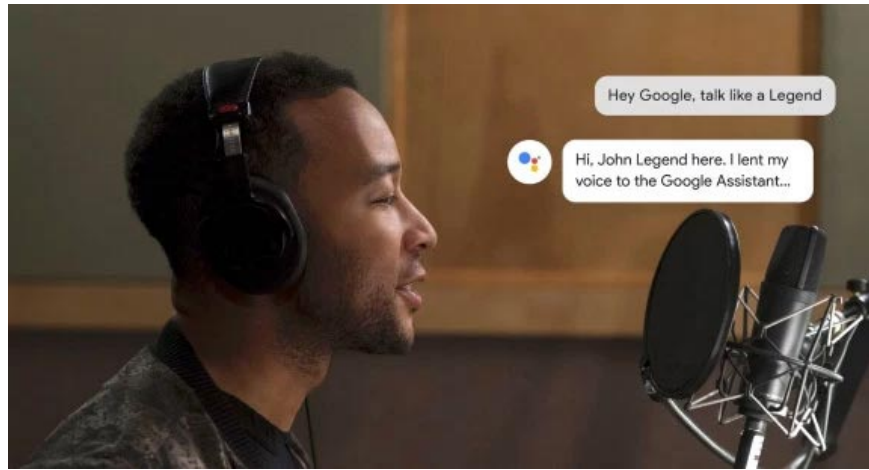 Hey Google, talk like a Legend
Hi, John Legend here. I lent my
voice to the Google Assistant...